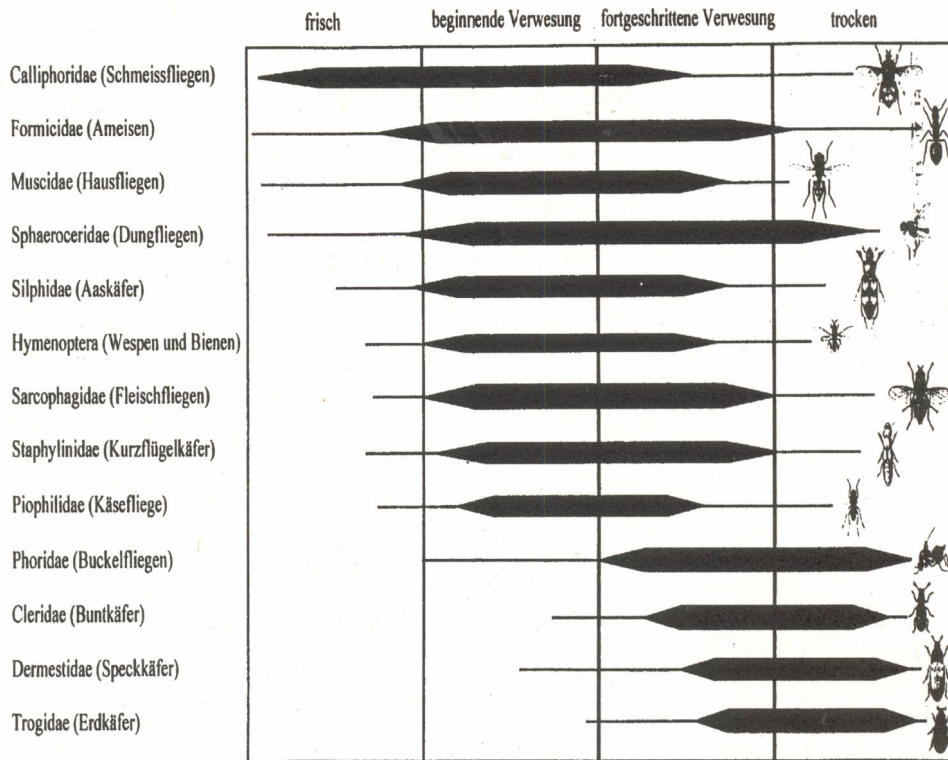 frisch beginnende Verwesung fortgeschrittene Verwesung trocken
Calliphoridae (Schmeissfliegen)
Formicidae (Ameisen)
Muscidae (Hausfliegen)
Sphaeroceridae (Dungfliegen)
Silphidae (Aaskäfer)
Hymenoptera (Wespen und Bienen)
Sarcophagidae (Fleischfliegen)
Staphylinidae (Kurzflügelkäfer)
Piophilidae (Käsefliege)
Phoridae (Buckelfliegen)
Cleridae (Buntkäfer)
Dermestidae (Speckkäfer)
Trogidae (Erdkäfer)